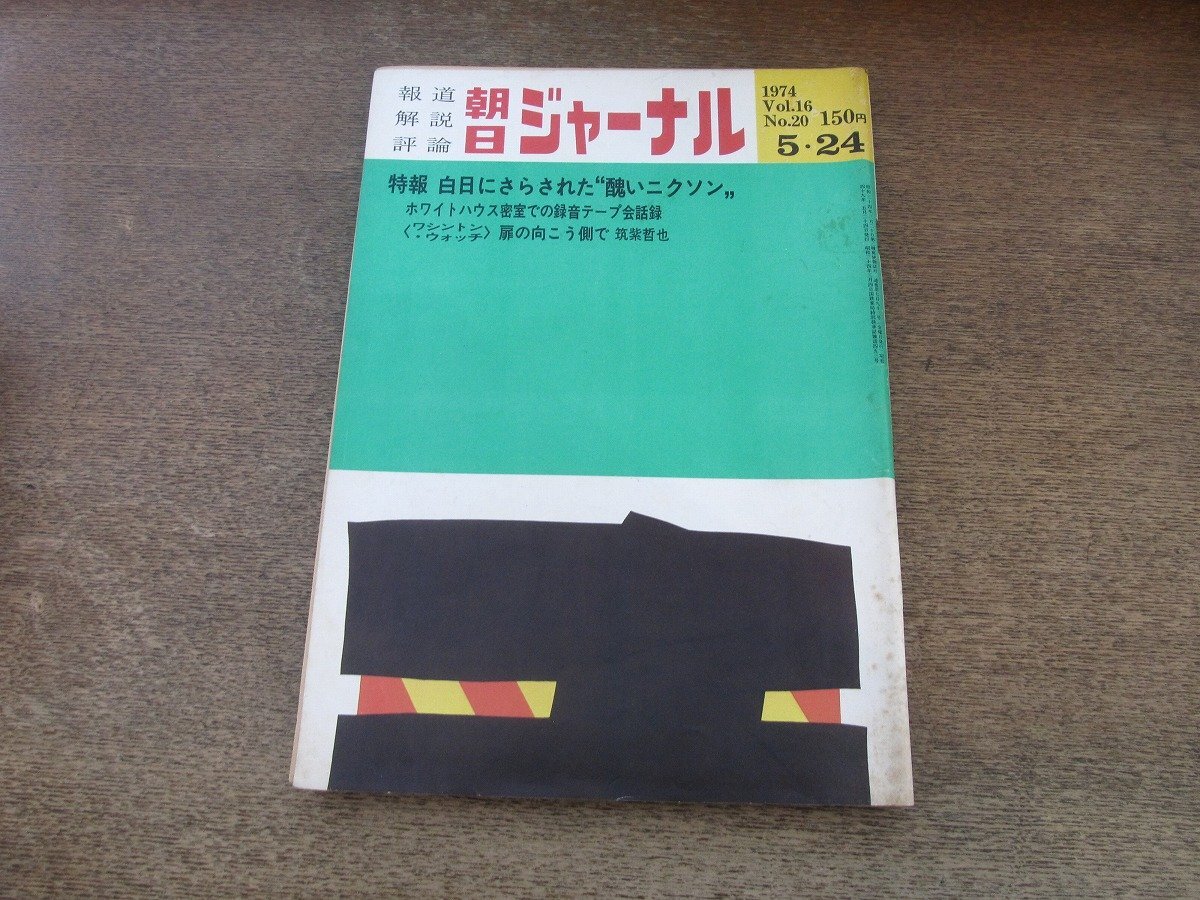 報道
解説
評論
朝日ジャーナル
1974
Vol.16
No.20 150円
5・24
特報 白日にさらされた“醜いニクソン„
ホワイトハウス密室での録音テープ会話録
〈ワシントン・ウォッチ〉扉の向こう側で 筑紫哲也